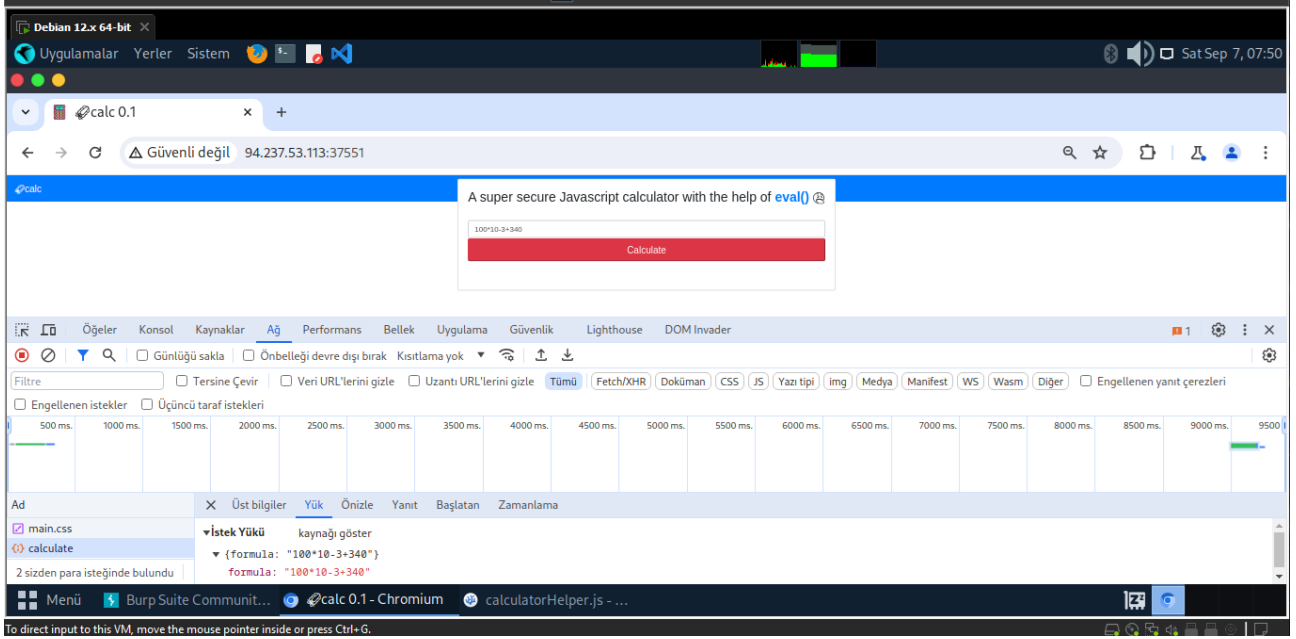 Debian 12.x 64-bit
Uygulamalar Yerler Sistem Sat Sep 7, 07:50
calc 0.1
Güvenli değil 94.237.53.113:37551
calc
A super secure Javascript calculator with the help of eval()
100*10-3+340
Calculate
Öğeler Konsol Kaynaklar Ağ Performans Bellek Uygulama Güvenlik Lighthouse DOM Invader 1
Günlüğü sakla Önbelleği devre dışı bırak Kısıtlama yok
Filtre Tersine Çevir Veri URL'lerini gizle Uzantı URL'lerini gizle Tümü Fetch/XHR Doküman CSS JS Yazı tipi img Medya Manifest WS Wasm Diğer Engellenen yanıt çerezleri
Engellenen istekler Üçüncü taraf istekleri
500 ms. 1000 ms. 1500 ms. 2000 ms. 2500 ms. 3000 ms. 3500 ms. 4000 ms. 4500 ms. 5000 ms. 5500 ms. 6000 ms. 6500 ms. 7000 ms. 7500 ms. 8000 ms. 8500 ms. 9000 ms. 9500
Ad Üst bilgiler Yük Önizle Yanıt Başlatan Zamanlama
main.css
İstek Yükü kaynağı göster
calculate
{formula: "100*10-3+340"}
formula: "100*10-3+340"
2 sizden para isteğinde bulundu
Menü Burp Suite Communit... calc 0.1 - Chromium calculatorHelper.js - ...
To direct input to this VM, move the mouse pointer inside or press Ctrl+G.